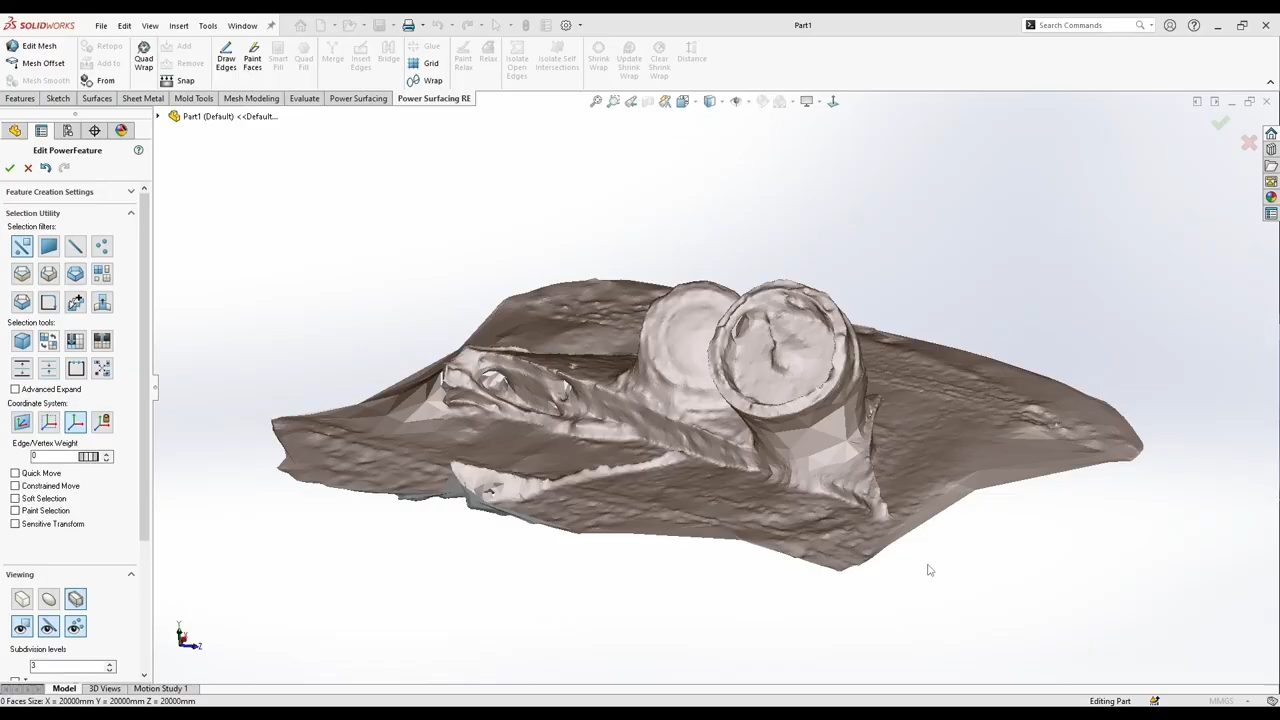 SOLIDWORKS File Edit View Insert Tools Window Part1 Search Commands
Edit Mesh Retopo Add Glue
Mesh Offset Add to Remove Grid
Mesh Smooth From Snap Wrap
Quad Wrap
Draw Edges
Paint Faces
Smart Fill
Quad Fill
Merge
Insert Edges
Bridge
Paint Relax
Relax
Isolate Open Edges
Isolate Self Intersections
Shrink Wrap
Update Shrink Wrap
Clear Shrink Wrap
Distance
Features Sketch Surfaces Sheet Metal Mold Tools Mesh Modeling Evaluate Power Surfacing Power Surfacing RE
Part1 (Default) <<Default...
Edit PowerFeature
Feature Creation Settings
Selection Utility
Selection filters:
Selection tools:
Advanced Expand
Coordinate System:
Edge/Vertex Weight
0
Quick Move
Constrained Move
Soft Selection
Paint Selection
Sensitive Transform
Viewing
Subdivision levels
3
Y
Z
Model 3D Views Motion Study 1
0 Faces Size: X = 20000mm Y = 20000mm Z = 20000mm Editing Part MMGS